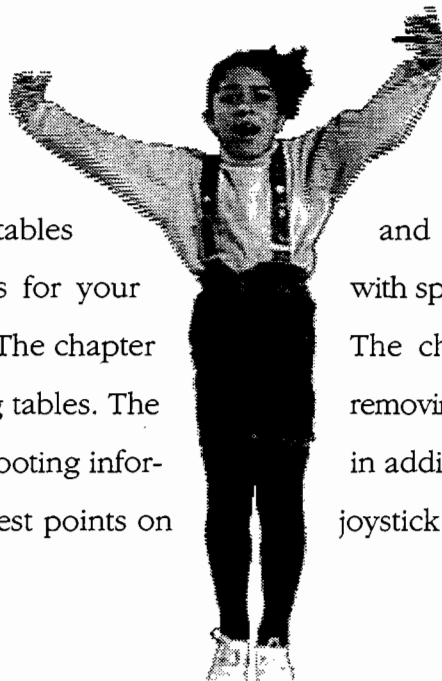 tables and
s for your with sp
The chapter The ch
g tables. The removin
ooting infor- in addi
est points on joystick